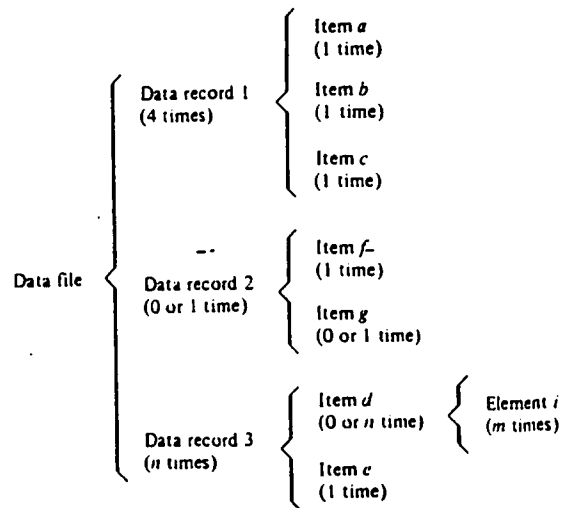 Data file
Data record 1
(4 times)
Item a
(1 time)
Item b
(1 time)
Item c
(1 time)
Data record 2
(0 or 1 time)
Item f
(1 time)
Item g
(0 or 1 time)
Data record 3
(n times)
Item d
(0 or n time)
Element i
(m times)
Item e
(1 time)